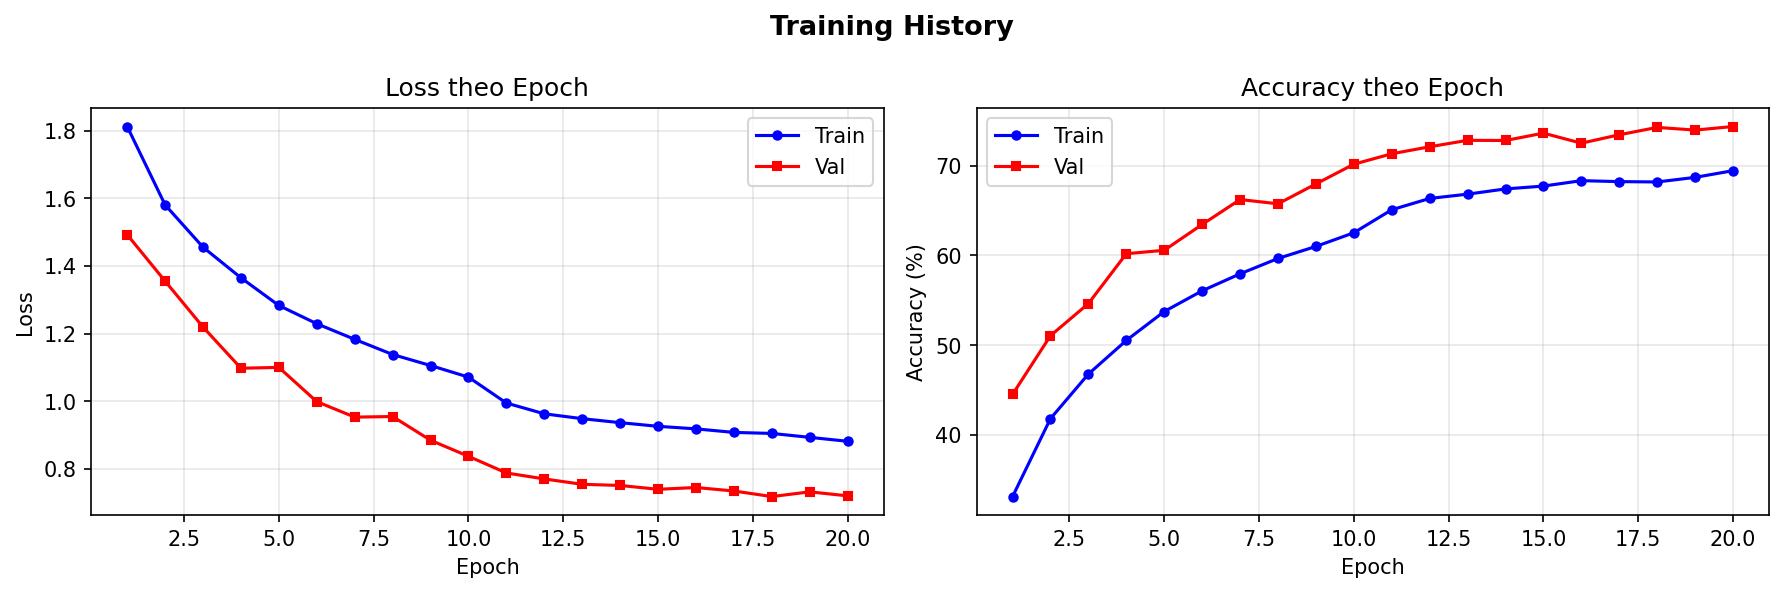 Training History
Loss theo Epoch
Train
Val
1.8
1.6
1.4
1.2
1.0
0.8
Loss
2.5 5.0 7.5 10.0 12.5 15.0 17.5 20.0
Epoch
Accuracy theo Epoch
Train
Val
70
60
50
40
Accuracy (%)
2.5 5.0 7.5 10.0 12.5 15.0 17.5 20.0
Epoch